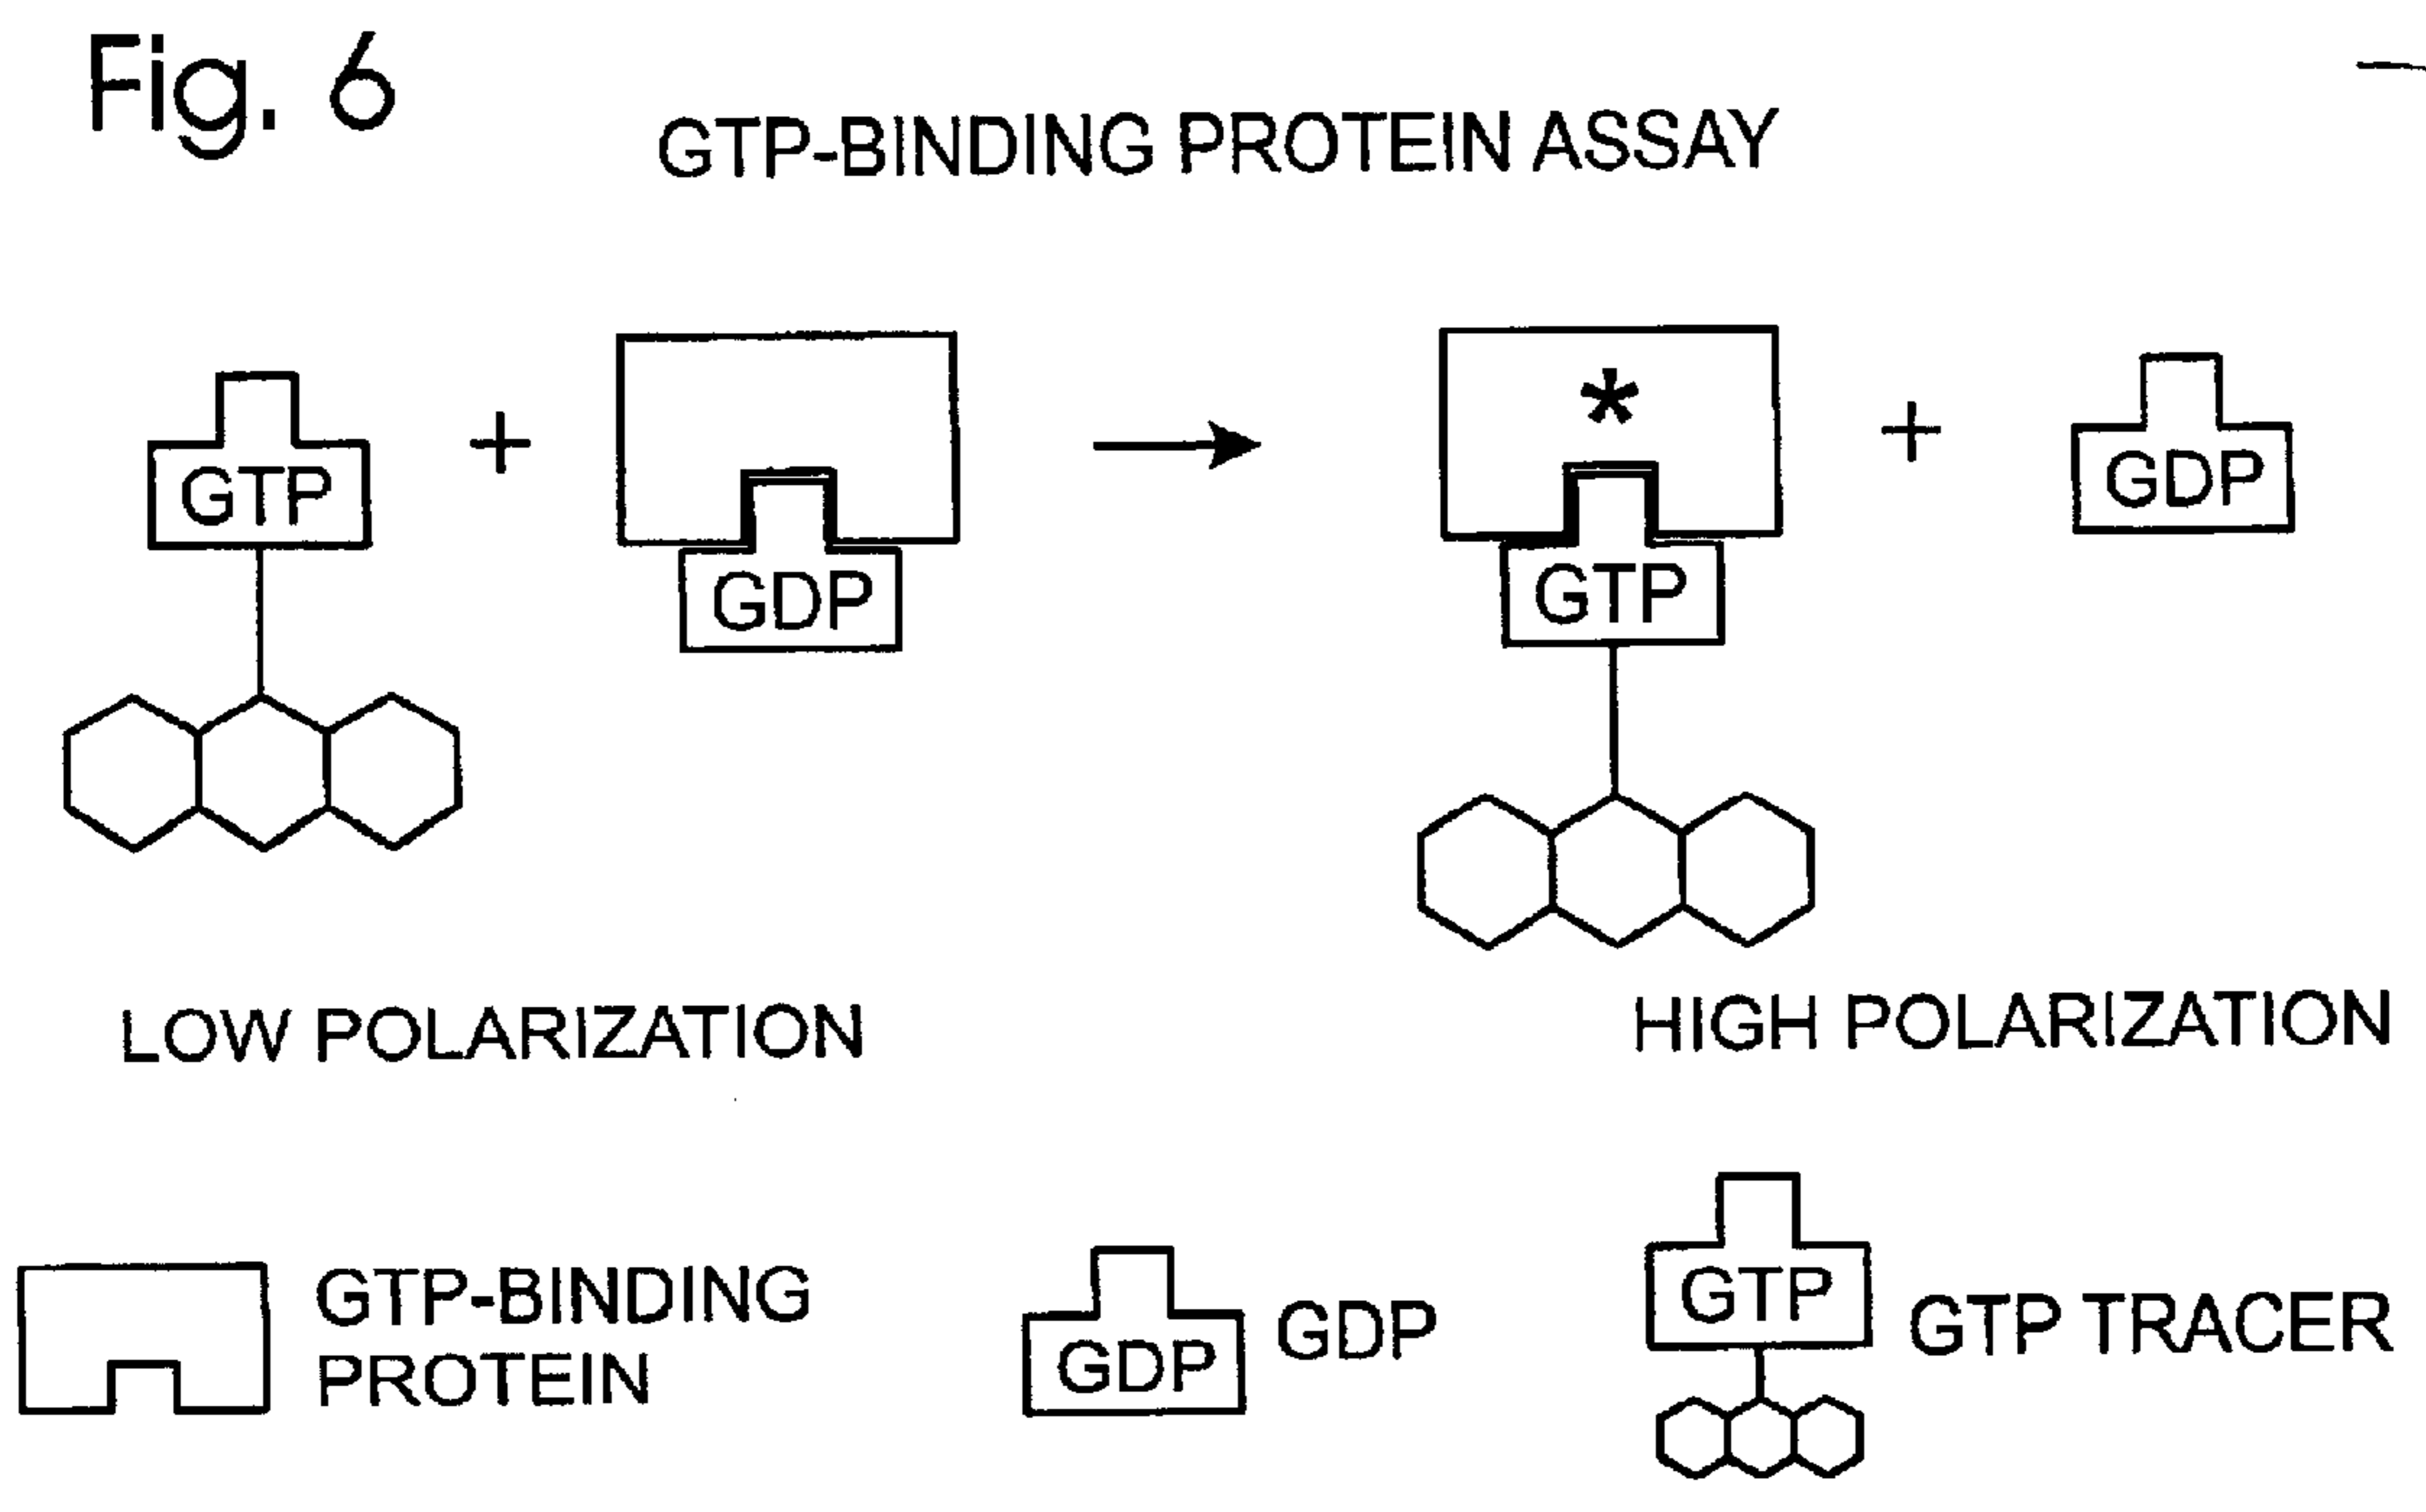 Fig. 6
GTP-BINDING PROTEIN ASSAY
GTP + GDP → * GTP + GDP
LOW POLARIZATION
HIGH POLARIZATION
GTP-BINDING
PROTEIN
GDP GDP
GTP GTP TRACER